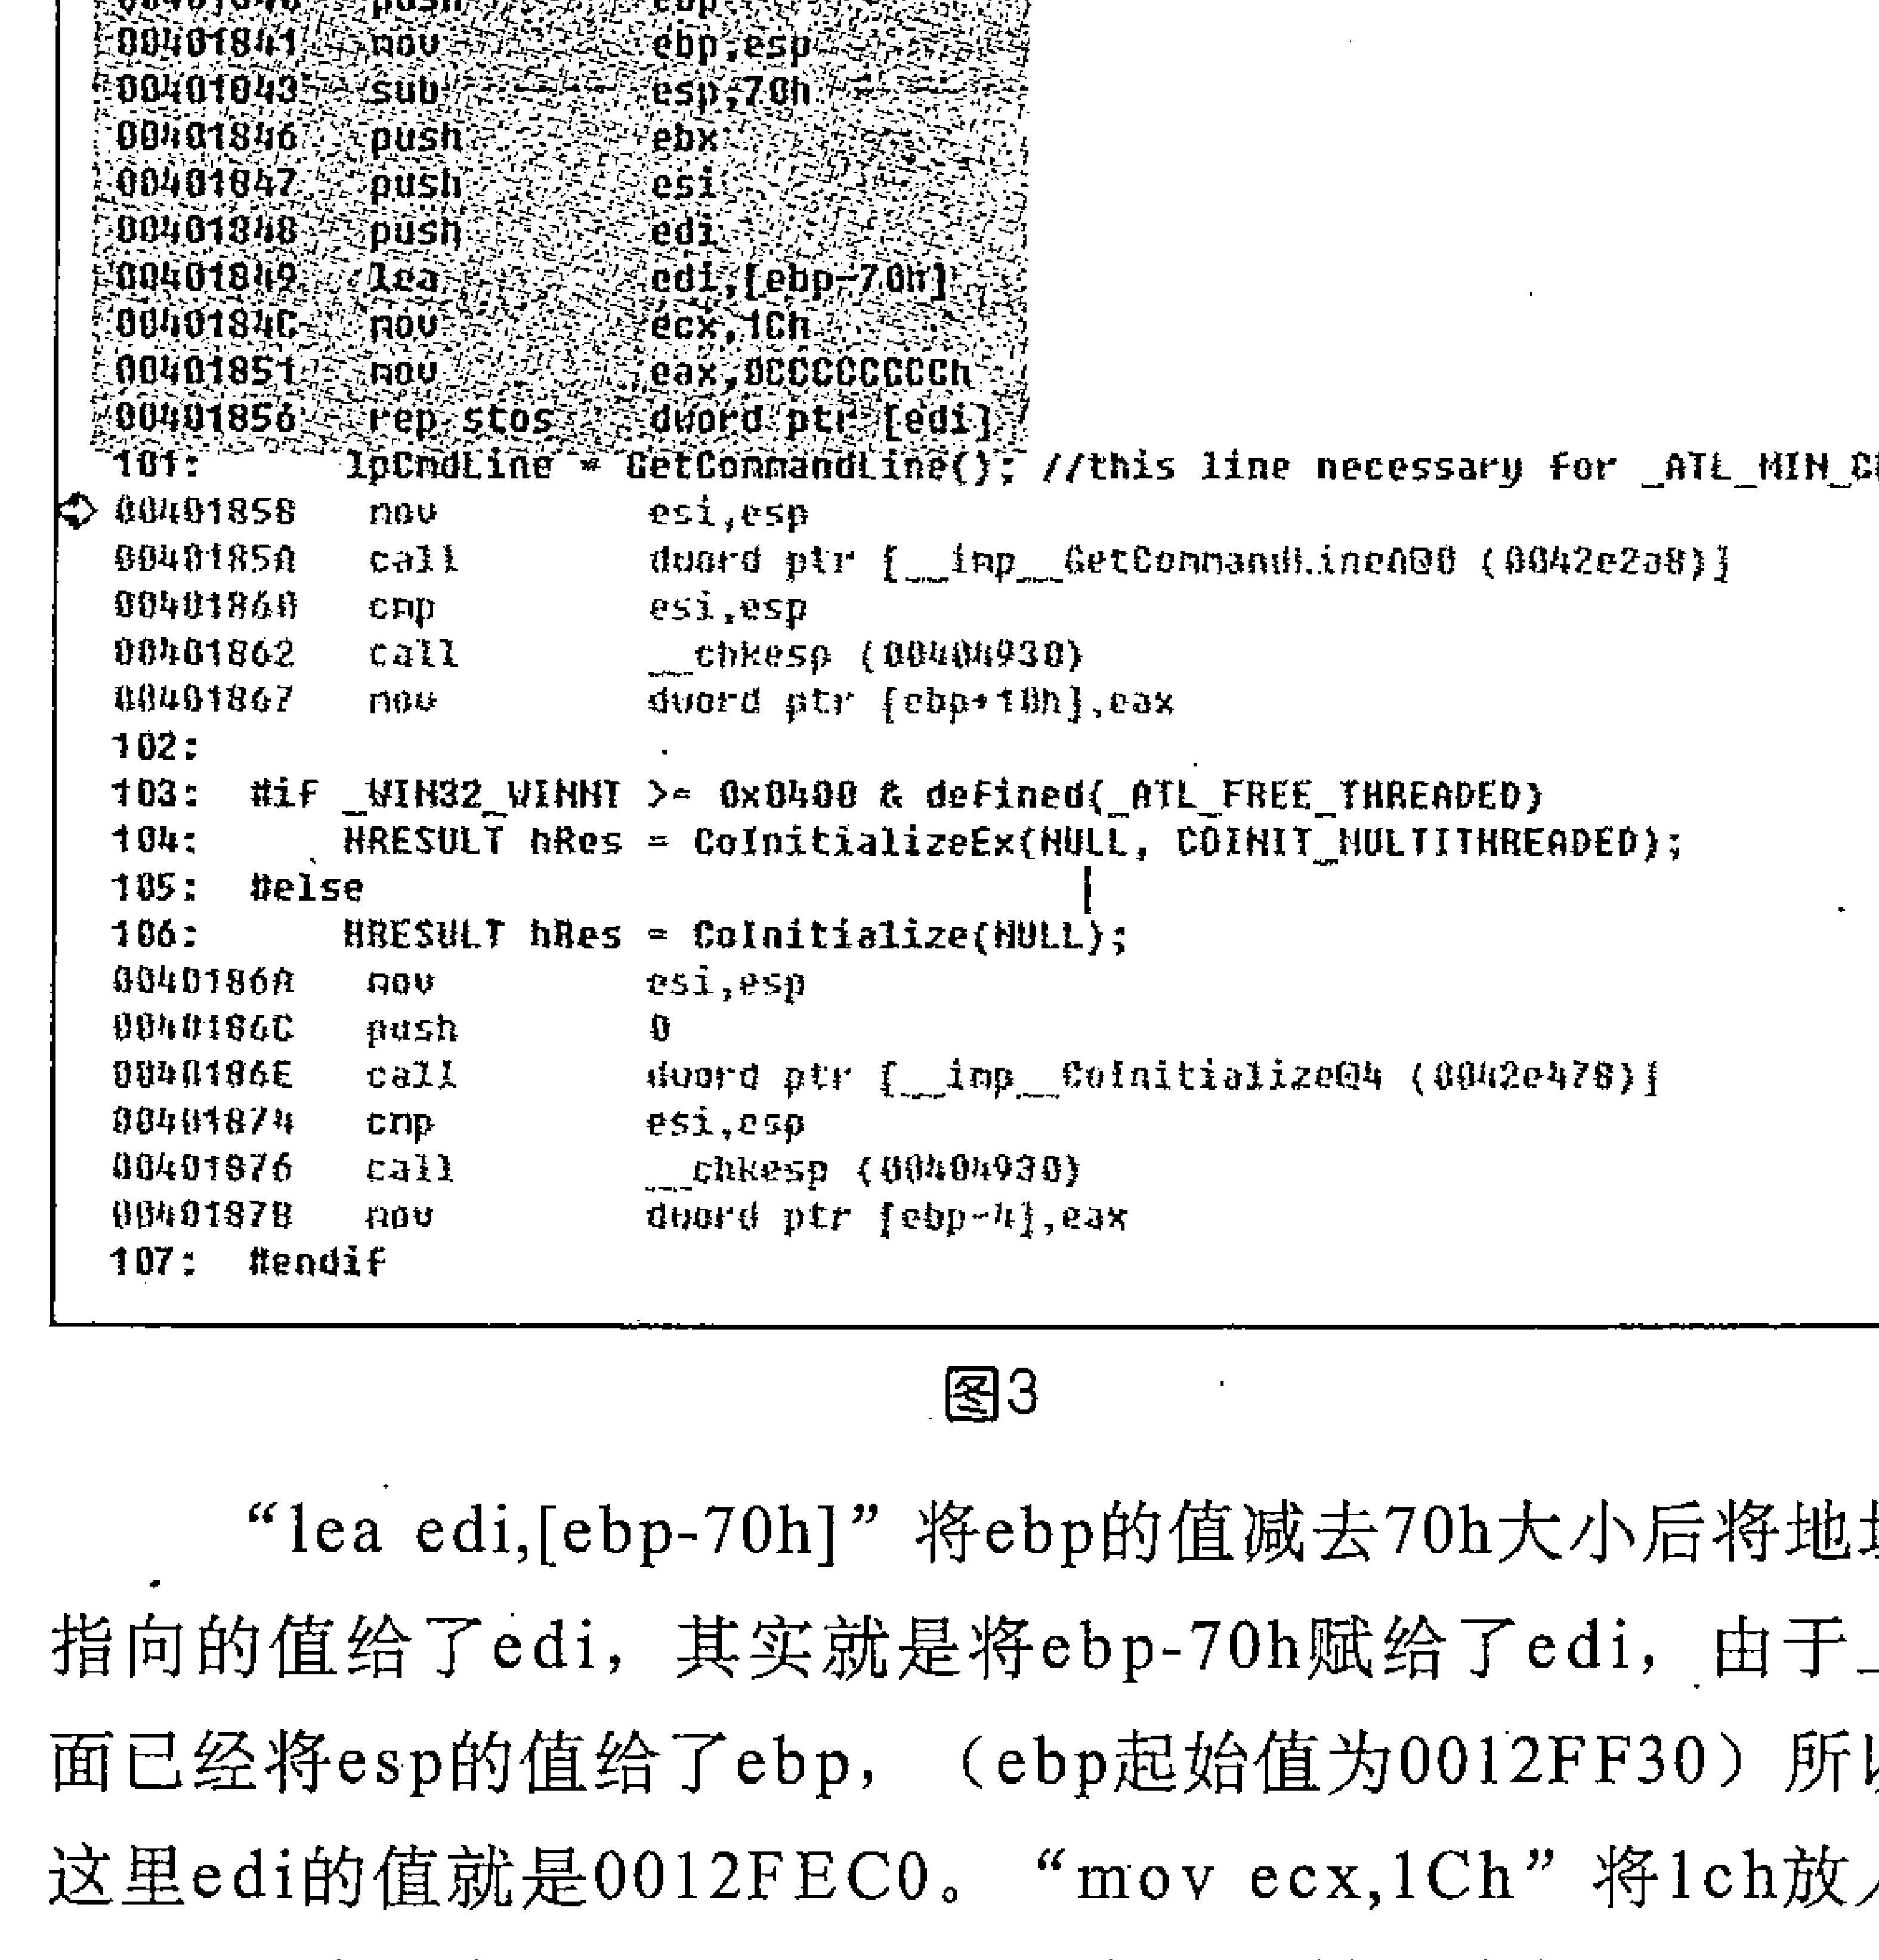 push ebp
00401841 mov ebp,esp
00401843 sub esp,70h
00401846 push ebx
00401847 push esi
00401848 push edi
00401849 lea edi,[ebp-70h]
0040184C mov ecx,1Ch
00401851 mov eax,0CCCCCCCCh
00401856 rep stos dword ptr [edi]
101: lpCmdLine = GetCommandLine(); //this line necessary for _ATL_MIN_C
00401858 mov esi,esp
0040185A call dword ptr [__imp__GetCommandLineA@0 (0042e2a8)]
00401860 cmp esi,esp
00401862 call __chkesp (00404930)
00401867 mov dword ptr [ebp+10h],eax
102:
103: #if _WIN32_WINNT >= 0x0400 & defined(_ATL_FREE_THREADED)
104: HRESULT hRes = CoInitializeEx(NULL, COINIT_MULTITHREADED);
105: #else
106: HRESULT hRes = CoInitialize(NULL);
0040186A mov esi,esp
0040186C push 0
0040186E call dword ptr [__imp__CoInitialize@4 (0042e478)]
00401874 cmp esi,esp
00401876 call __chkesp (00404930)
0040187B mov dword ptr [ebp-4],eax
107: #endif
图3
“lea edi,[ebp-70h]”将ebp的值减去70h大小后将地址
指向的值给了edi，其实就是将ebp-70h赋给了edi，由于
面已经将esp的值给了ebp，（ebp起始值为0012FF30）所以
这里edi的值就是0012FEC0。“mov ecx,1Ch”将1ch放入